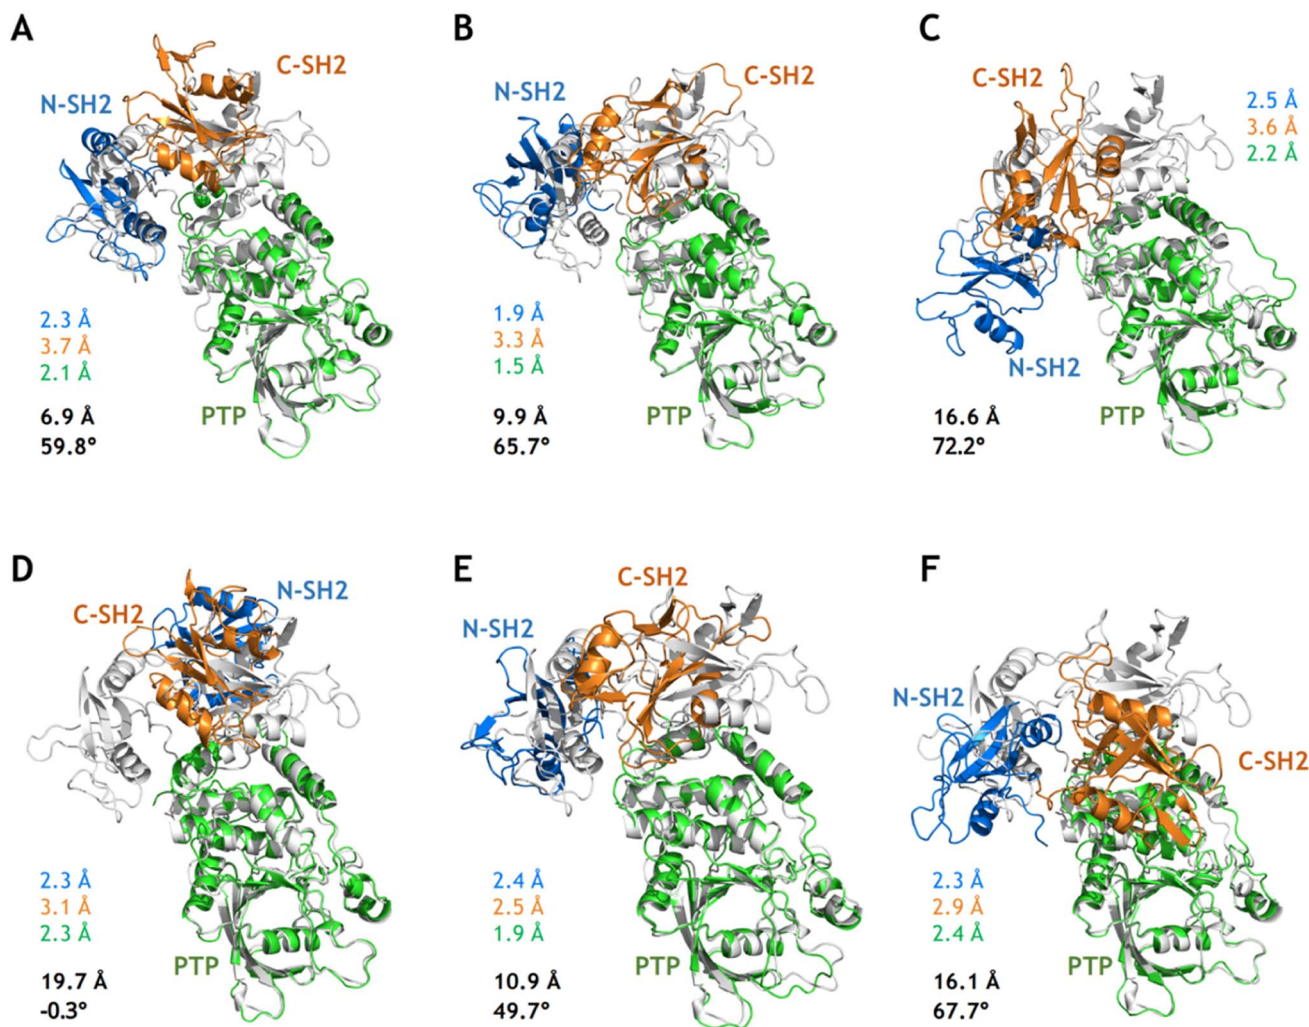 A
C-SH2
N-SH2
2.3 Å
3.7 Å
2.1 Å
6.9 Å
59.8°
PTP
B
N-SH2
C-SH2
1.9 Å
3.3 Å
1.5 Å
9.9 Å
65.7°
PTP
C
C-SH2
2.5 Å
3.6 Å
2.2 Å
N-SH2
16.6 Å
72.2°
PTP
D
C-SH2
N-SH2
2.3 Å
3.1 Å
2.3 Å
PTP
19.7 Å
-0.3°
E
C-SH2
N-SH2
2.4 Å
2.5 Å
1.9 Å
PTP
10.9 Å
49.7°
F
N-SH2
C-SH2
2.3 Å
2.9 Å
2.4 Å
PTP
16.1 Å
67.7°